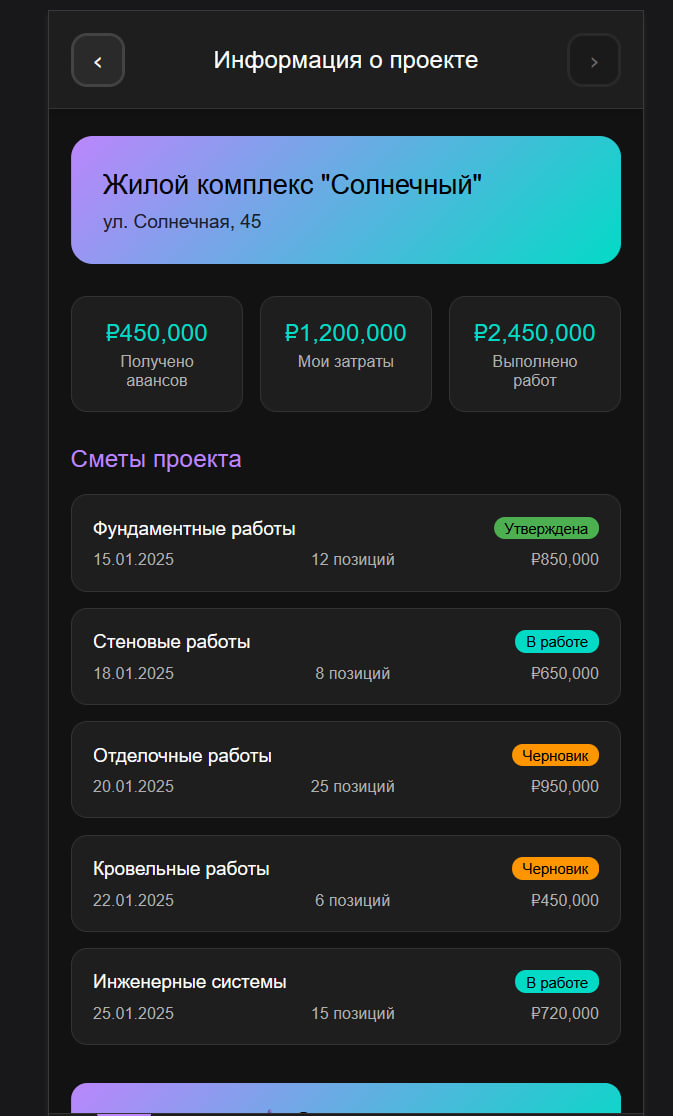 ‹ Информация о проекте ›
Жилой комплекс "Солнечный"
ул. Солнечная, 45
₽450,000 ₽1,200,000 ₽2,450,000
Получено Мои затраты Выполнено
авансов работ
Сметы проекта
Фундаментные работы Утверждена
15.01.2025 12 позиций ₽850,000
Стеновые работы В работе
18.01.2025 8 позиций ₽650,000
Отделочные работы Черновик
20.01.2025 25 позиций ₽950,000
Кровельные работы Черновик
22.01.2025 6 позиций ₽450,000
Инженерные системы В работе
25.01.2025 15 позиций ₽720,000